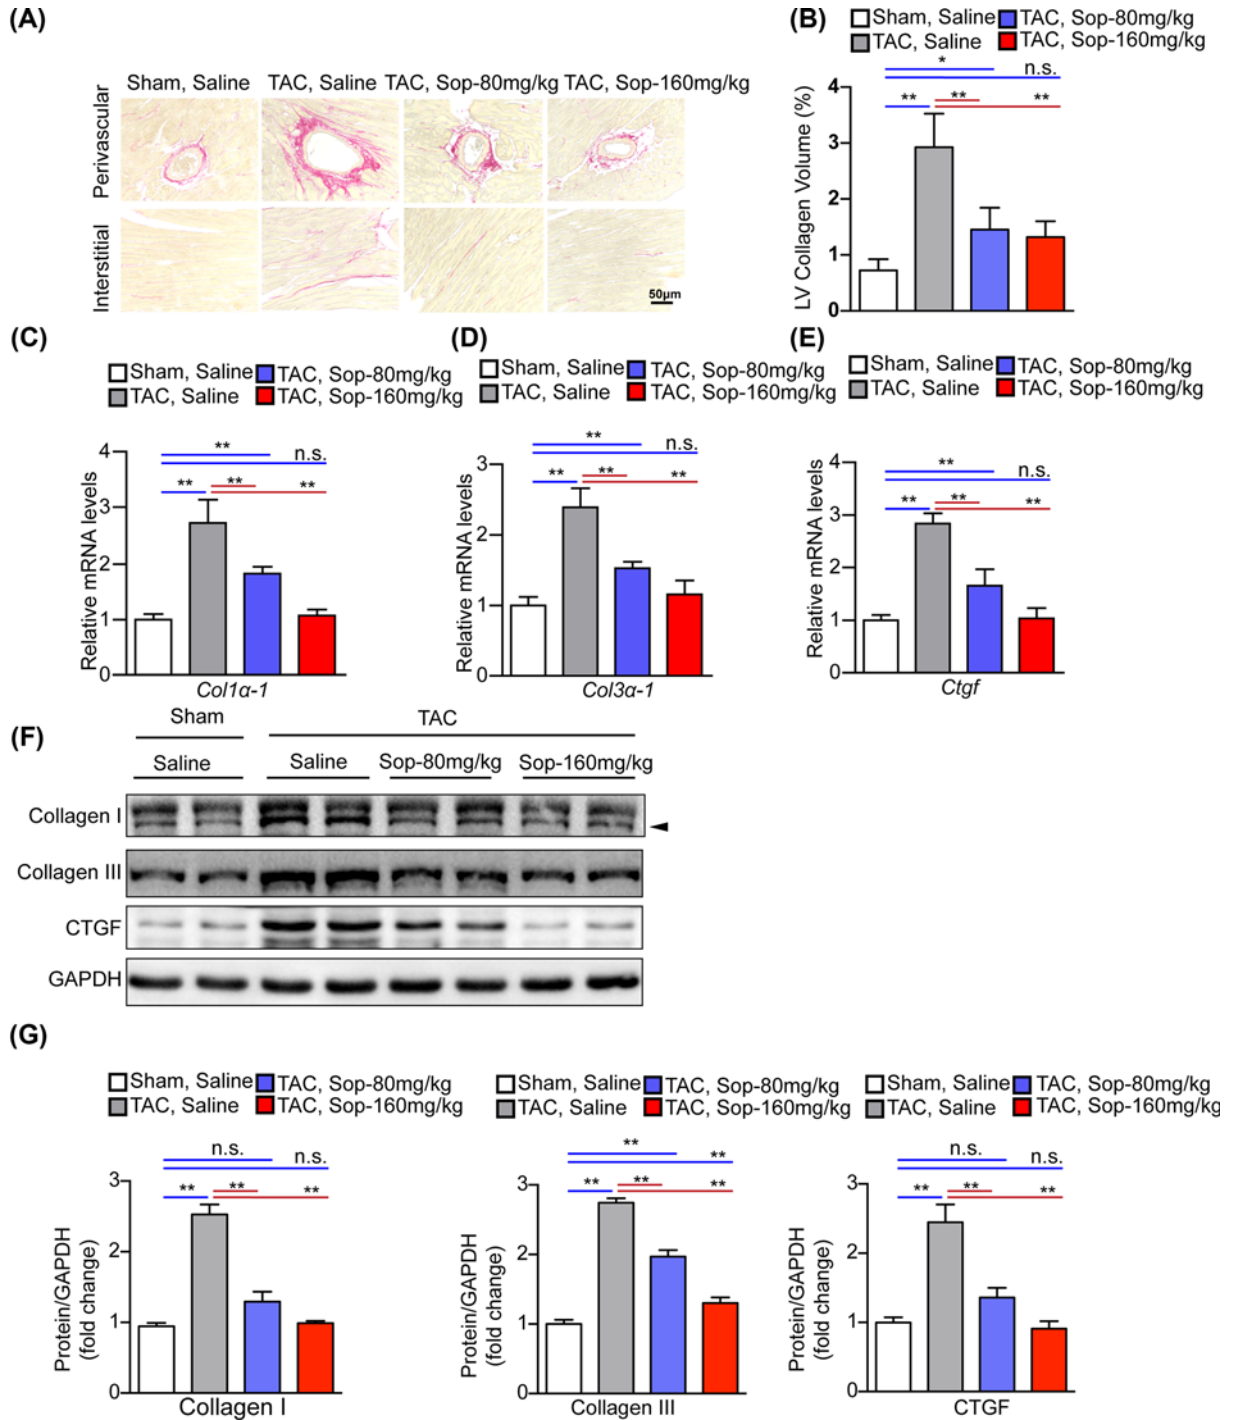 (A)
Sham, Saline TAC, Saline TAC, Sop-80mg/kg TAC, Sop-160mg/kg
Perivascular
Interstitial
50μm
(B)
Sham, Saline TAC, Sop-80mg/kg
TAC, Saline TAC, Sop-160mg/kg
LV Collagen Volume (%)
4
3
2
1
0
*
n.s.
** ** **
(C)
Sham, Saline TAC, Sop-80mg/kg
TAC, Saline TAC, Sop-160mg/kg
Relative mRNA levels
4
3
2
1
0
**
n.s.
** ** **
Col1α-1
(D)
Sham, Saline TAC, Sop-80mg/kg
TAC, Saline TAC, Sop-160mg/kg
Relative mRNA levels
3
2
1
0
**
n.s.
** ** **
Col3α-1
(E)
Sham, Saline TAC, Sop-80mg/kg
TAC, Saline TAC, Sop-160mg/kg
Relative mRNA levels
4
3
2
1
0
**
n.s.
** ** **
Ctgf
(F)
Sham TAC
Saline Saline Sop-80mg/kg Sop-160mg/kg
Collagen I
Collagen III
CTGF
GAPDH
(G)
Sham, Saline TAC, Sop-80mg/kg
TAC, Saline TAC, Sop-160mg/kg
Protein/GAPDH
(fold change)
3
2
1
0
n.s. n.s.
** ** **
Collagen I
Sham, Saline TAC, Sop-80mg/kg
TAC, Saline TAC, Sop-160mg/kg
Protein/GAPDH
(fold change)
3
2
1
0
** **
** ** **
Collagen III
Sham, Saline TAC, Sop-80mg/kg
TAC, Saline TAC, Sop-160mg/kg
Protein/GAPDH
(fold change)
3
2
1
0
n.s. n.s.
** ** **
CTGF